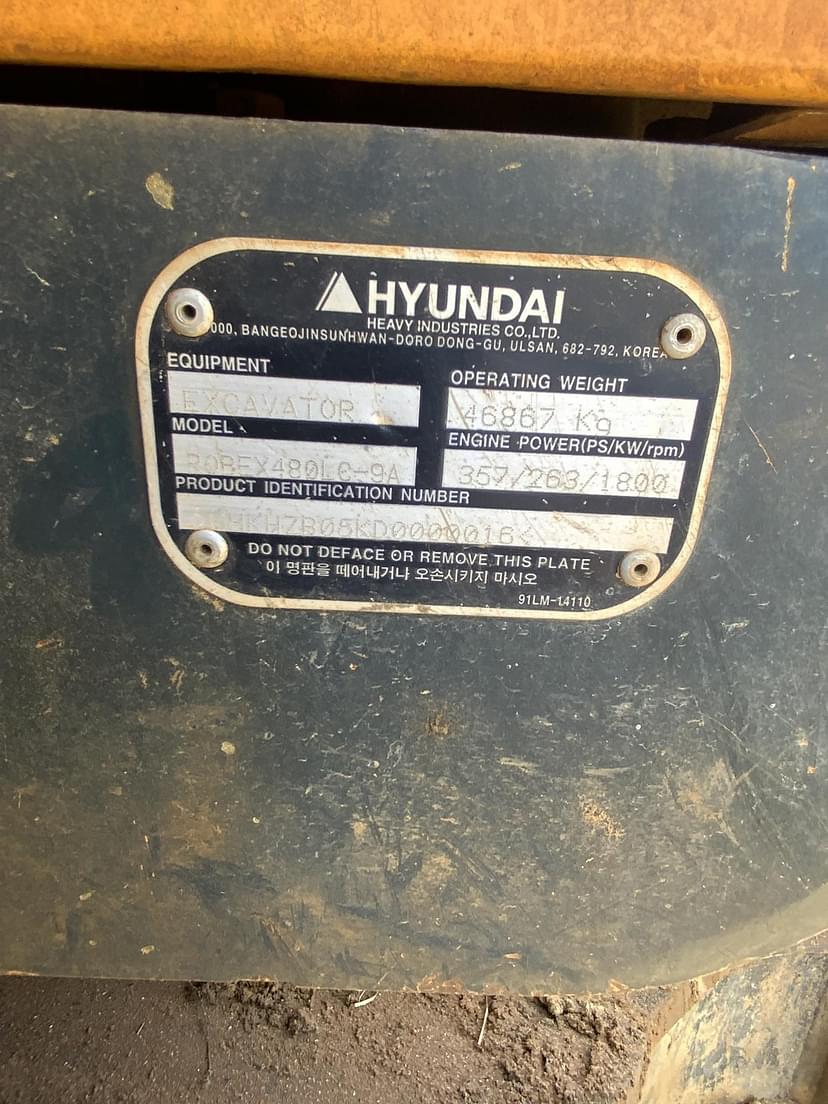 HYUNDAI
HEAVY INDUSTRIES CO.,LTD.
BANGEOJINSUNHWAN-DORO DONG-GU, ULSAN, 682-792, KOREA
EQUIPMENT
EXCAVATOR
OPERATING WEIGHT
46867 Kg
MODEL
ROBEX480LC-9A
ENGINE POWER(PS/KW/rpm)
357/263/1800
PRODUCT IDENTIFICATION NUMBER
DO NOT DEFACE OR REMOVE THIS PLATE
이 명판을 떼어내거나 오손시키지 마시오
91LM-14110